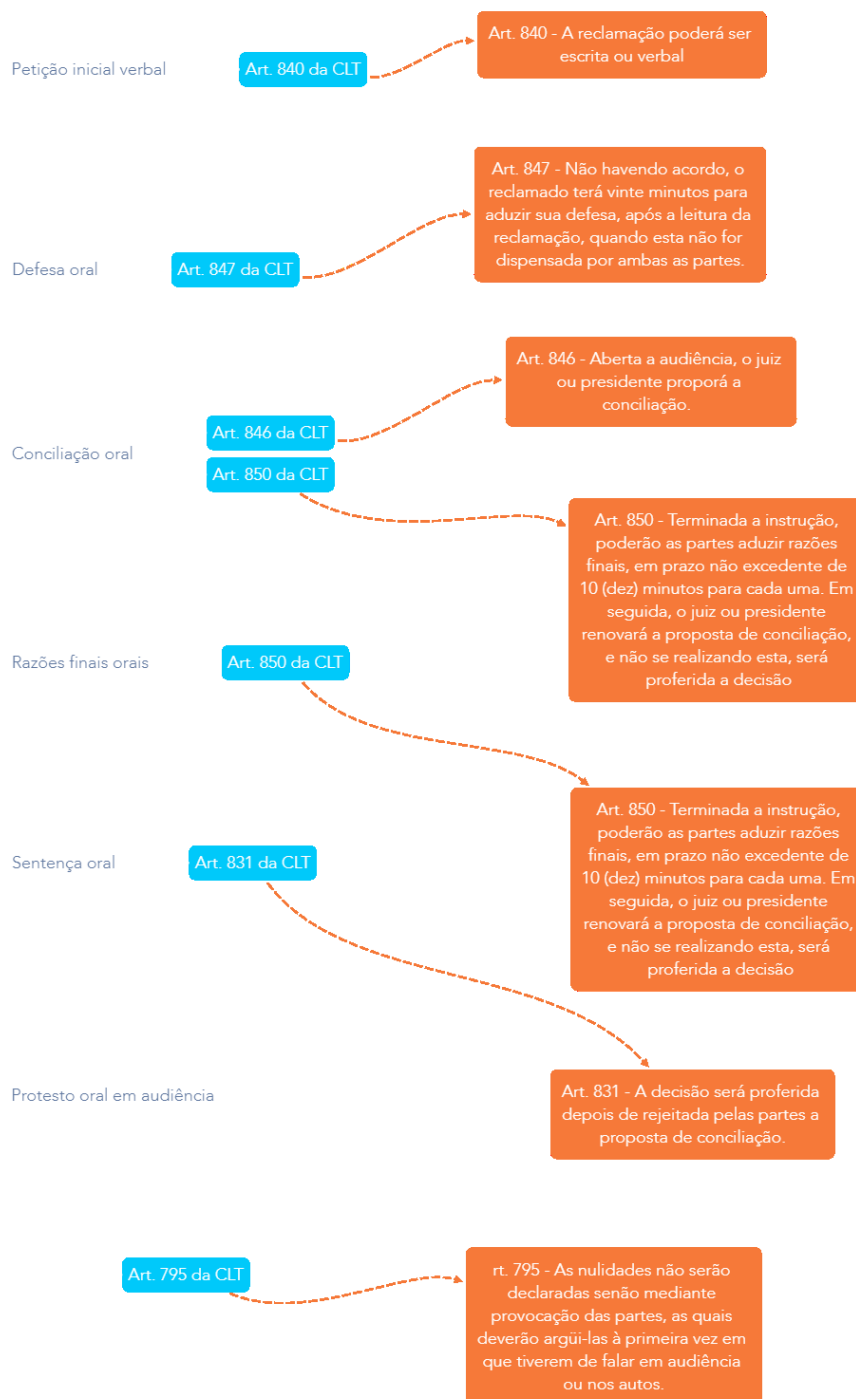 Petição inicial verbal
Art. 840 da CLT
Art. 840 - A reclamação poderá ser
escrita ou verbal
Defesa oral
Art. 847 da CLT
Art. 847 - Não havendo acordo, o
reclamado terá vinte minutos para
aduzir sua defesa, após a leitura da
reclamação, quando esta não for
dispensada por ambas as partes.
Conciliação oral
Art. 846 da CLT
Art. 846 - Aberta a audiência, o juiz
ou presidente proporá a
conciliação.
Art. 850 da CLT
Art. 850 - Terminada a instrução,
poderão as partes aduzir razões
finais, em prazo não excedente de
10 (dez) minutos para cada uma. Em
seguida, o juiz ou presidente
renovará a proposta de conciliação,
e não se realizando esta, será
proferida a decisão
Razões finais orais
Art. 850 da CLT
Art. 850 - Terminada a instrução,
poderão as partes aduzir razões
finais, em prazo não excedente de
10 (dez) minutos para cada uma. Em
seguida, o juiz ou presidente
renovará a proposta de conciliação,
e não se realizando esta, será
proferida a decisão
Sentença oral
Art. 831 da CLT
Art. 831 - A decisão será proferida
depois de rejeitada pelas partes a
proposta de conciliação.
Protesto oral em audiência
Art. 795 da CLT
rt. 795 - As nulidades não serão
declaradas senão mediante
provocação das partes, as quais
deverão argüi-las à primeira vez em
que tiverem de falar em audiência
ou nos autos.